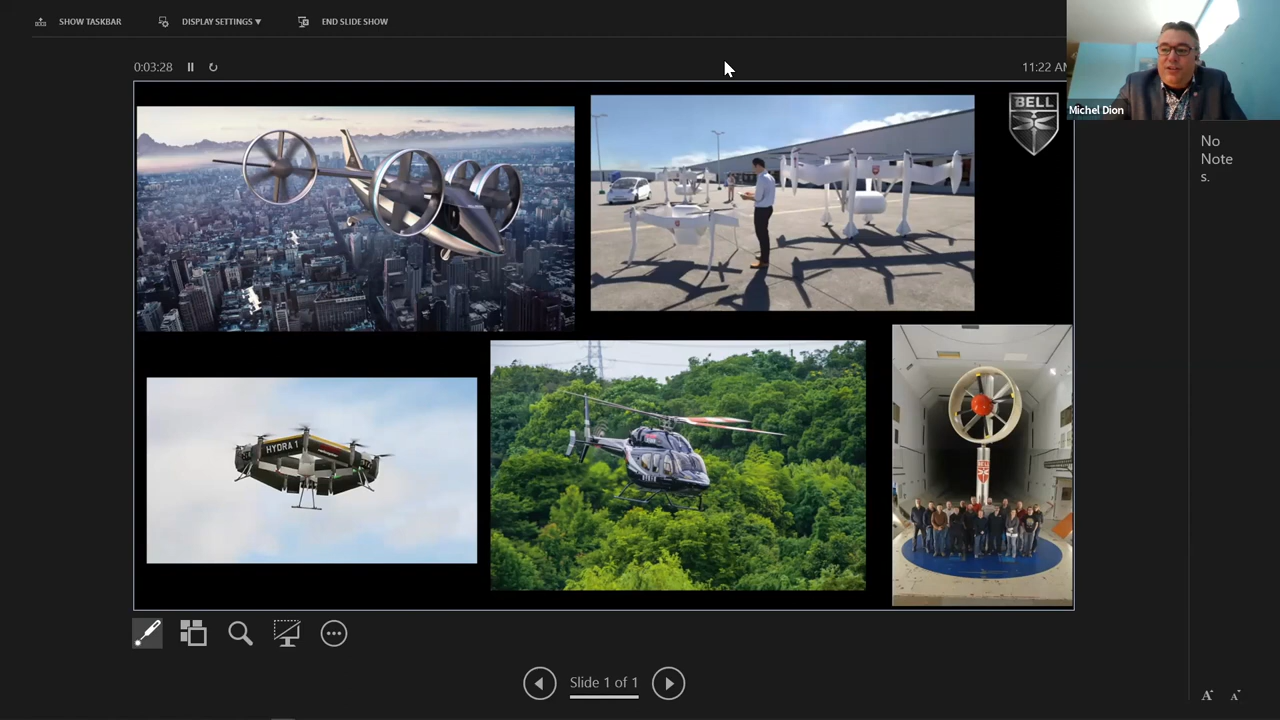 SHOW TASKBAR
DISPLAY SETTINGS ▼
END SLIDE SHOW
0:03:28
11:22 AM
Michel Dion
BELL
No
Note
s.
HYDRA 1
BELL
Slide 1 of 1